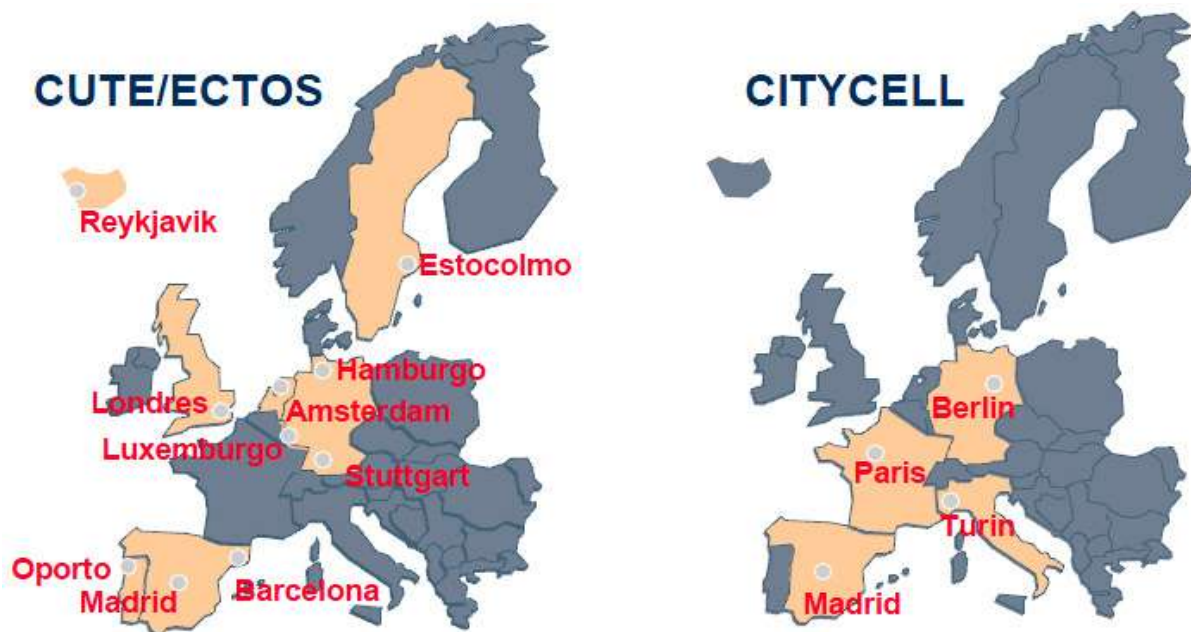 CUTE/ECTOS
Reykjavik
Estocolmo
Hamburgo
Londres
Amsterdam
Luxemburgo
Stuttgart
Oporto
Madrid
Barcelona
CITYCELL
Berlin
Paris
Turin
Madrid